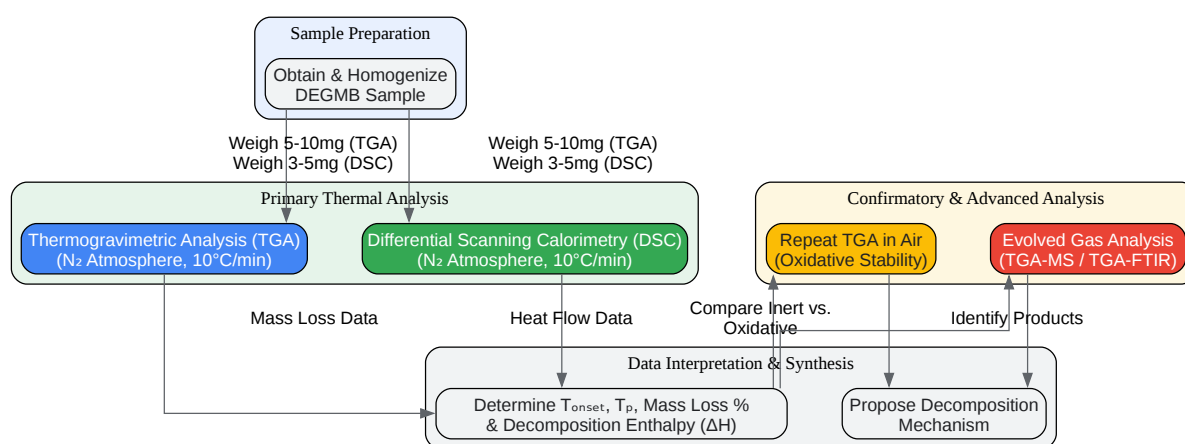 Sample Preparation
Obtain & Homogenize
DEGMB Sample
Weigh 5-10mg (TGA)
Weigh 3-5mg (DSC)
Weigh 5-10mg (TGA)
Weigh 3-5mg (DSC)
Primary Thermal Analysis
Thermogravimetric Analysis (TGA)
(N₂ Atmosphere, 10°C/min)
Differential Scanning Calorimetry (DSC)
(N₂ Atmosphere, 10°C/min)
Confirmatory & Advanced Analysis
Repeat TGA in Air
(Oxidative Stability)
Evolved Gas Analysis
(TGA-MS / TGA-FTIR)
Mass Loss Data
Heat Flow Data
Compare Inert vs.
Oxidative
Identify Products
Data Interpretation & Synthesis
Determine Tₒₙₛₑₜ, Tₚ, Mass Loss %
& Decomposition Enthalpy (ΔH)
Propose Decomposition
Mechanism